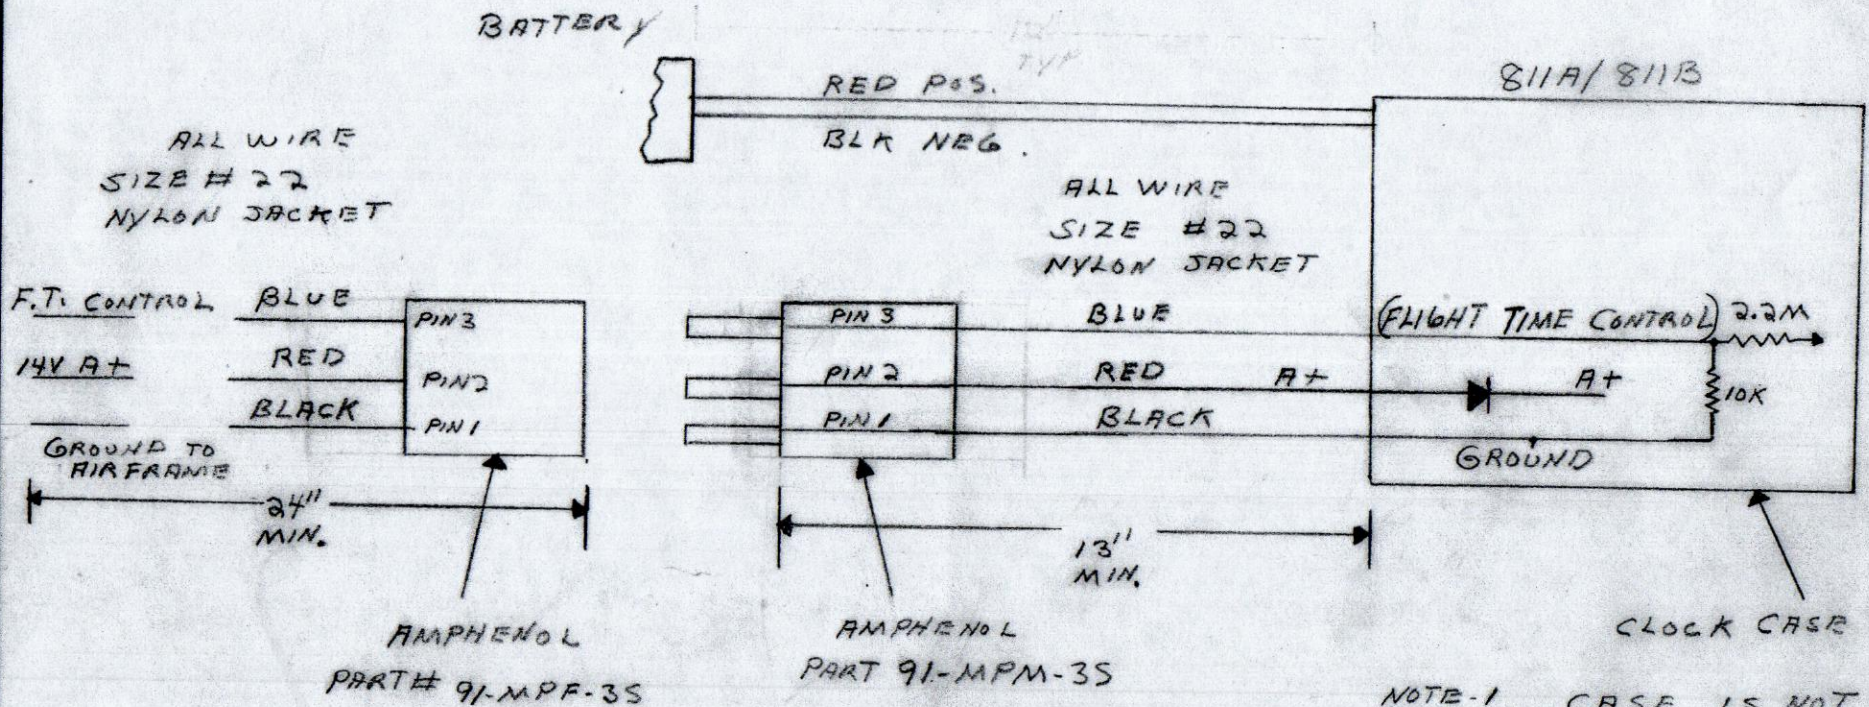 BATTERY
12
TYP
811A/811B
RED POS.
BLK NEG.
ALL WIRE
SIZE # 22
NYLON JACKET
ALL WIRE
SIZE #22
NYLON JACKET
F.T. CONTROL BLUE PIN 3
14V A+ RED PIN 2
BLACK PIN 1
GROUND TO
AIRFRAME
PIN 3 BLUE (FLIGHT TIME CONTROL) 2.2M
PIN 2 RED A+ A+ 10K
PIN 1 BLACK
GROUND
24"
MIN.
13"
MIN.
AMPHENOL
PART# 91-MPF-3S
AMPHENOL
PART 91-MPM-3S
CLOCK CASE
NOTE-1 CASE IS NOT